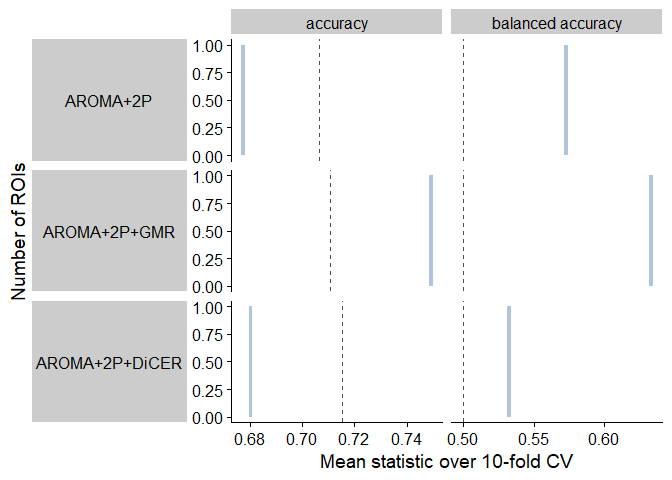 accuracy
balanced accuracy
Number of ROIs
AROMA+2P
1.00
0.75
0.50
0.25
0.00
AROMA+2P+GMR
1.00
0.75
0.50
0.25
0.00
AROMA+2P+DiCER
1.00
0.75
0.50
0.25
0.00
0.68 0.70 0.72 0.74 0.50 0.55 0.60
Mean statistic over 10-fold CV